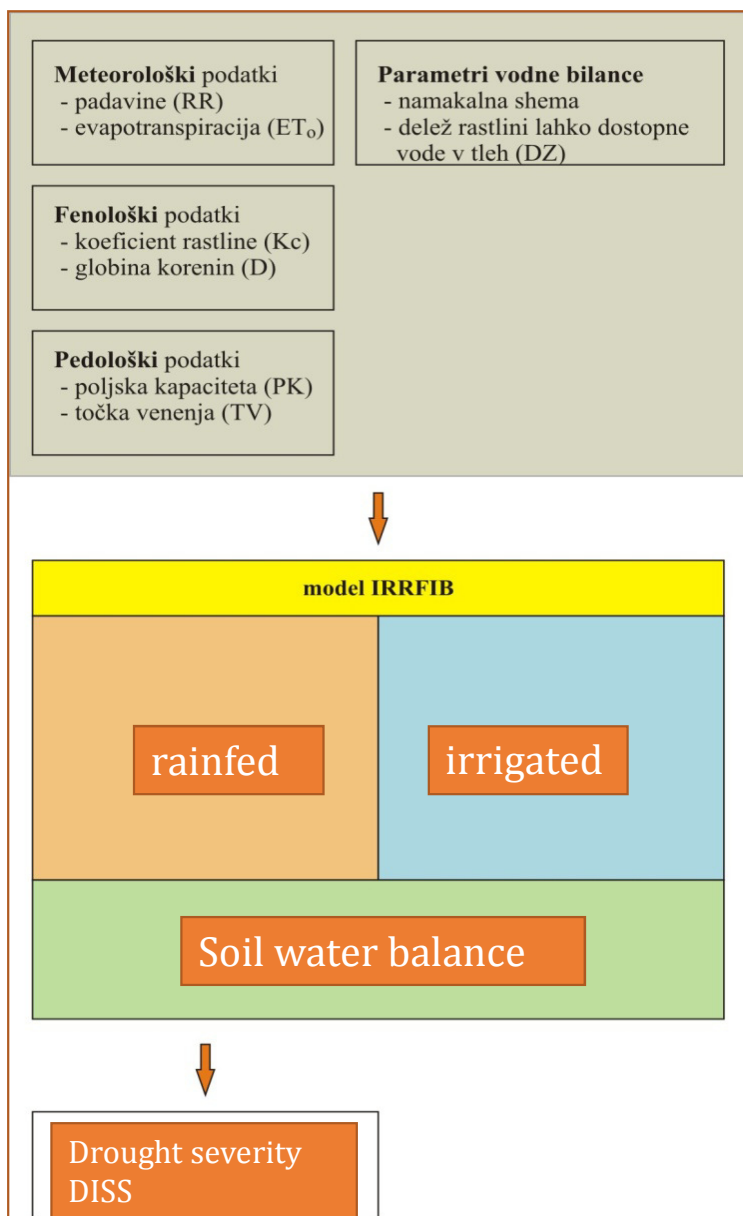 Meteorološki podatki
- padavine (RR)
- evapotranspiracija (ETo)
Parametri vodne bilance
- namakalna shema
- delež rastlini lahko dostopne
vode v tleh (DZ)
Fenološki podatki
- koeficient rastline (Kc)
- globina korenin (D)
Pedološki podatki
- poljska kapaciteta (PK)
- točka venenja (TV)
model IRRFIB
rainfed
irrigated
Soil water balance
Drought severity
DISS